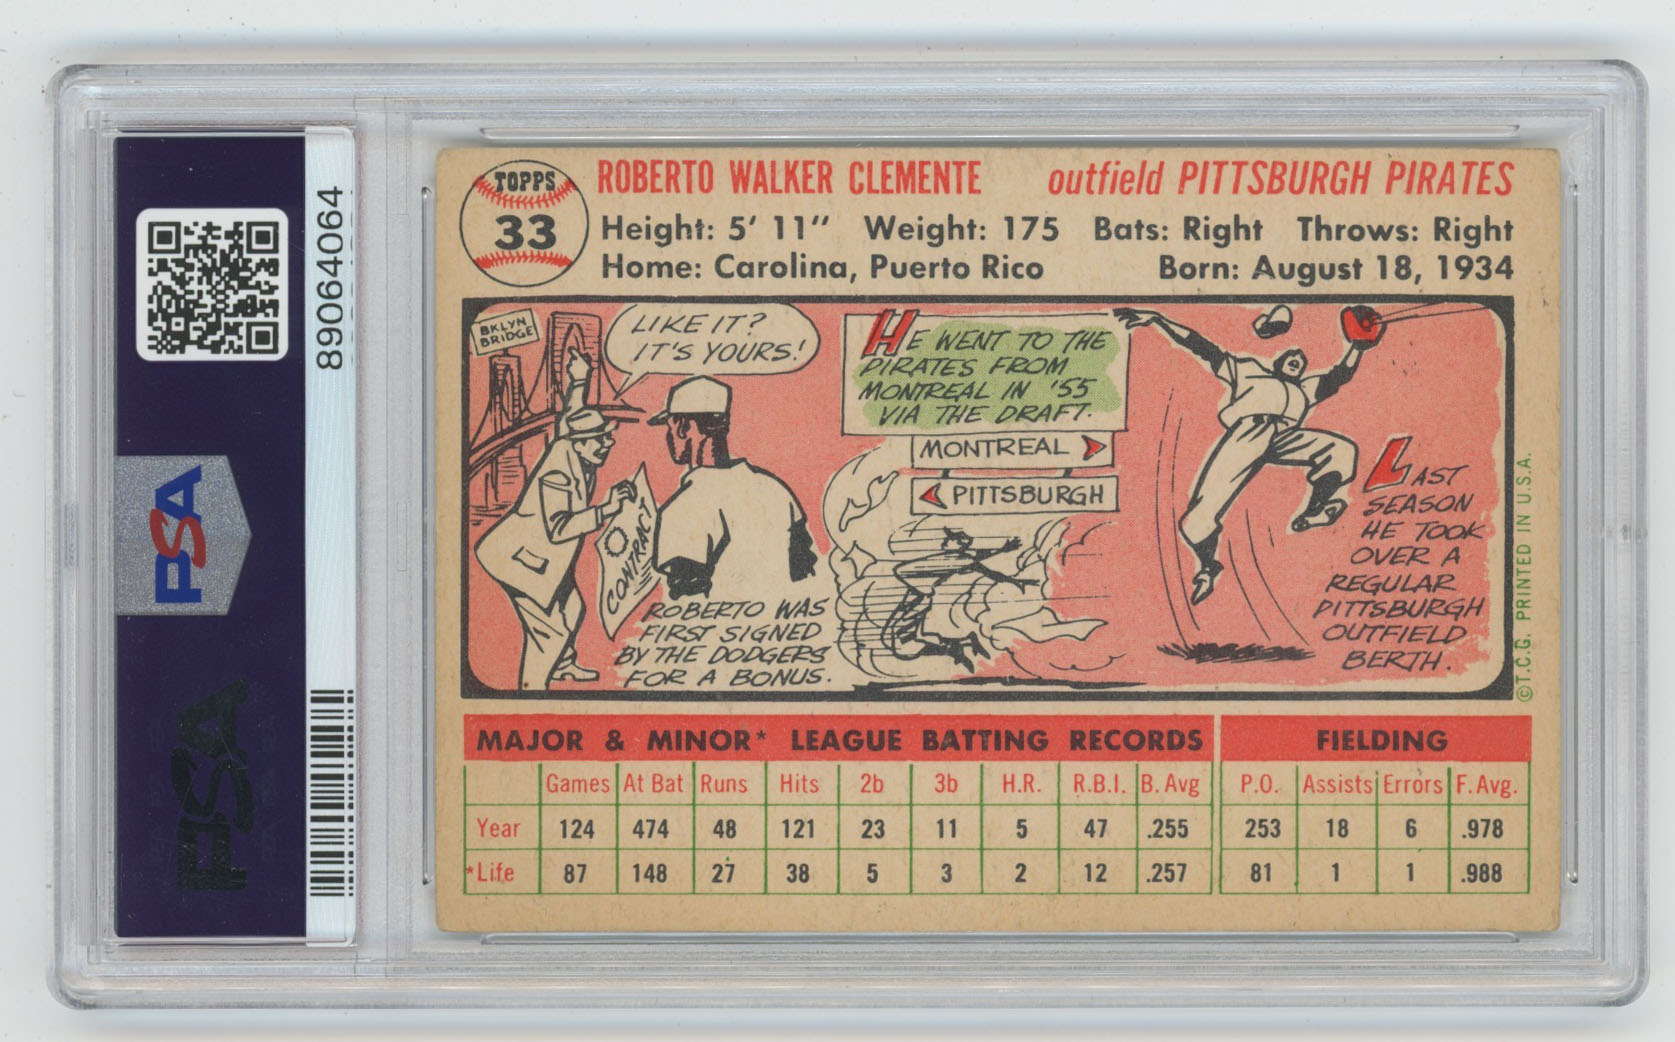 TOPPS
33
ROBERTO WALKER CLEMENTE outfield PITTSBURGH PIRATES
Height: 5' 11" Weight: 175 Bats: Right Throws: Right
Home: Carolina, Puerto Rico Born: August 18, 1934
BKLYN
BRIDGE
LIKE IT?
IT'S YOURS!
CONTRACT
ROBERTO WAS
FIRST SIGNED
BY THE DODGERS
FOR A BONUS.
HE WENT TO THE
PIRATES FROM
MONTREAL IN '55
VIA THE DRAFT.
MONTREAL
PITTSBURGH
LAST
SEASON
HE TOOK
OVER A
REGULAR
PITTSBURGH
OUTFIELD
BERTH.
©T.C.G. PRINTED IN U.S.A.
MAJOR & MINOR* LEAGUE BATTING RECORDS FIELDING
Games At Bat Runs Hits 2b 3b H.R. R.B.I. B. Avg P.O. Assists Errors F. Avg.
Year 124 474 48 121 23 11 5 47 .255 253 18 6 .978
*Life 87 148 27 38 5 3 2 12 .257 81 1 1 .988
89064064
PSA
PSA